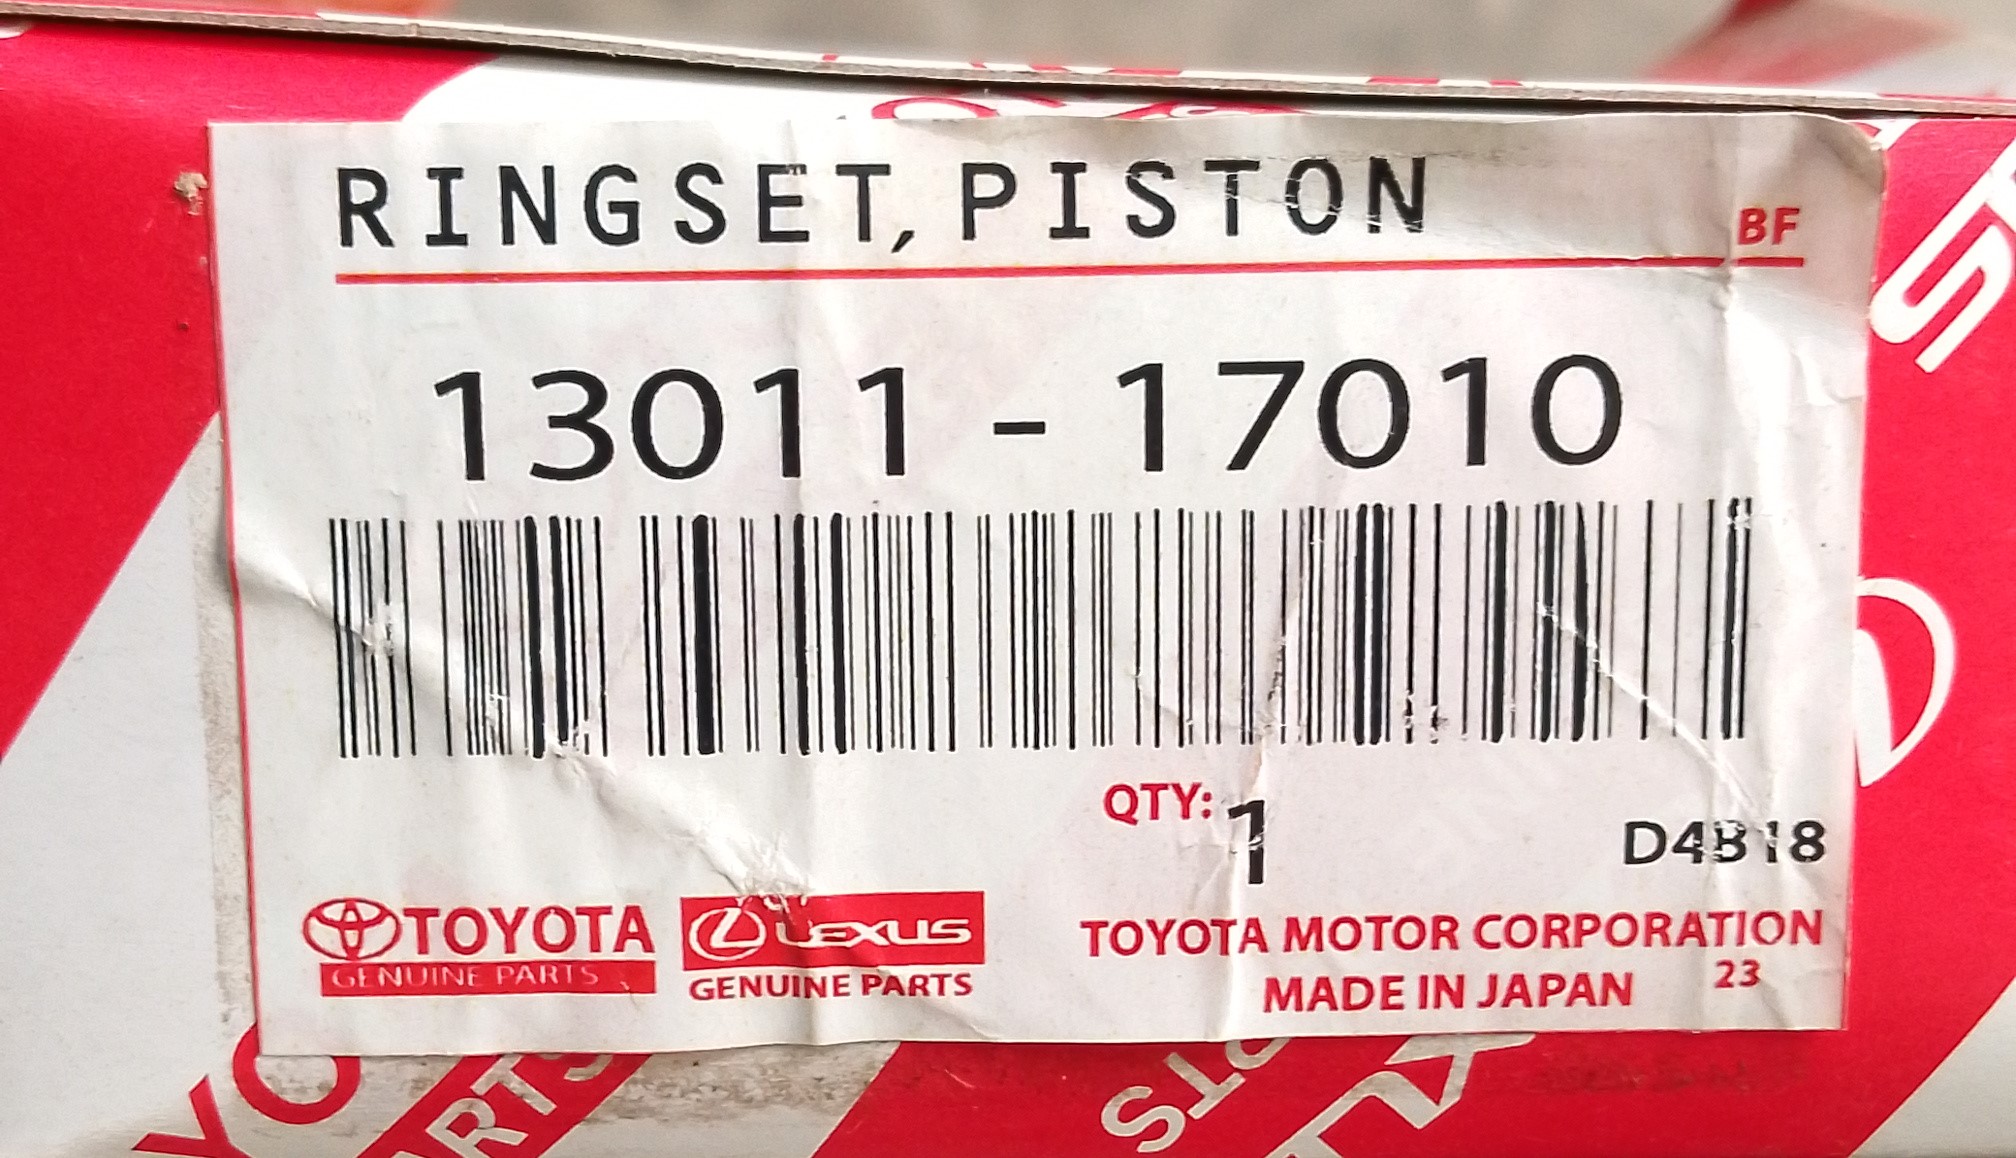 RINGSET, PISTON
BF
13011 - 17010
QTY: 1
D4B18
TOYOTA
GENUINE PARTS
LEXUS
GENUINE PARTS
TOYOTA MOTOR CORPORATION
MADE IN JAPAN 23